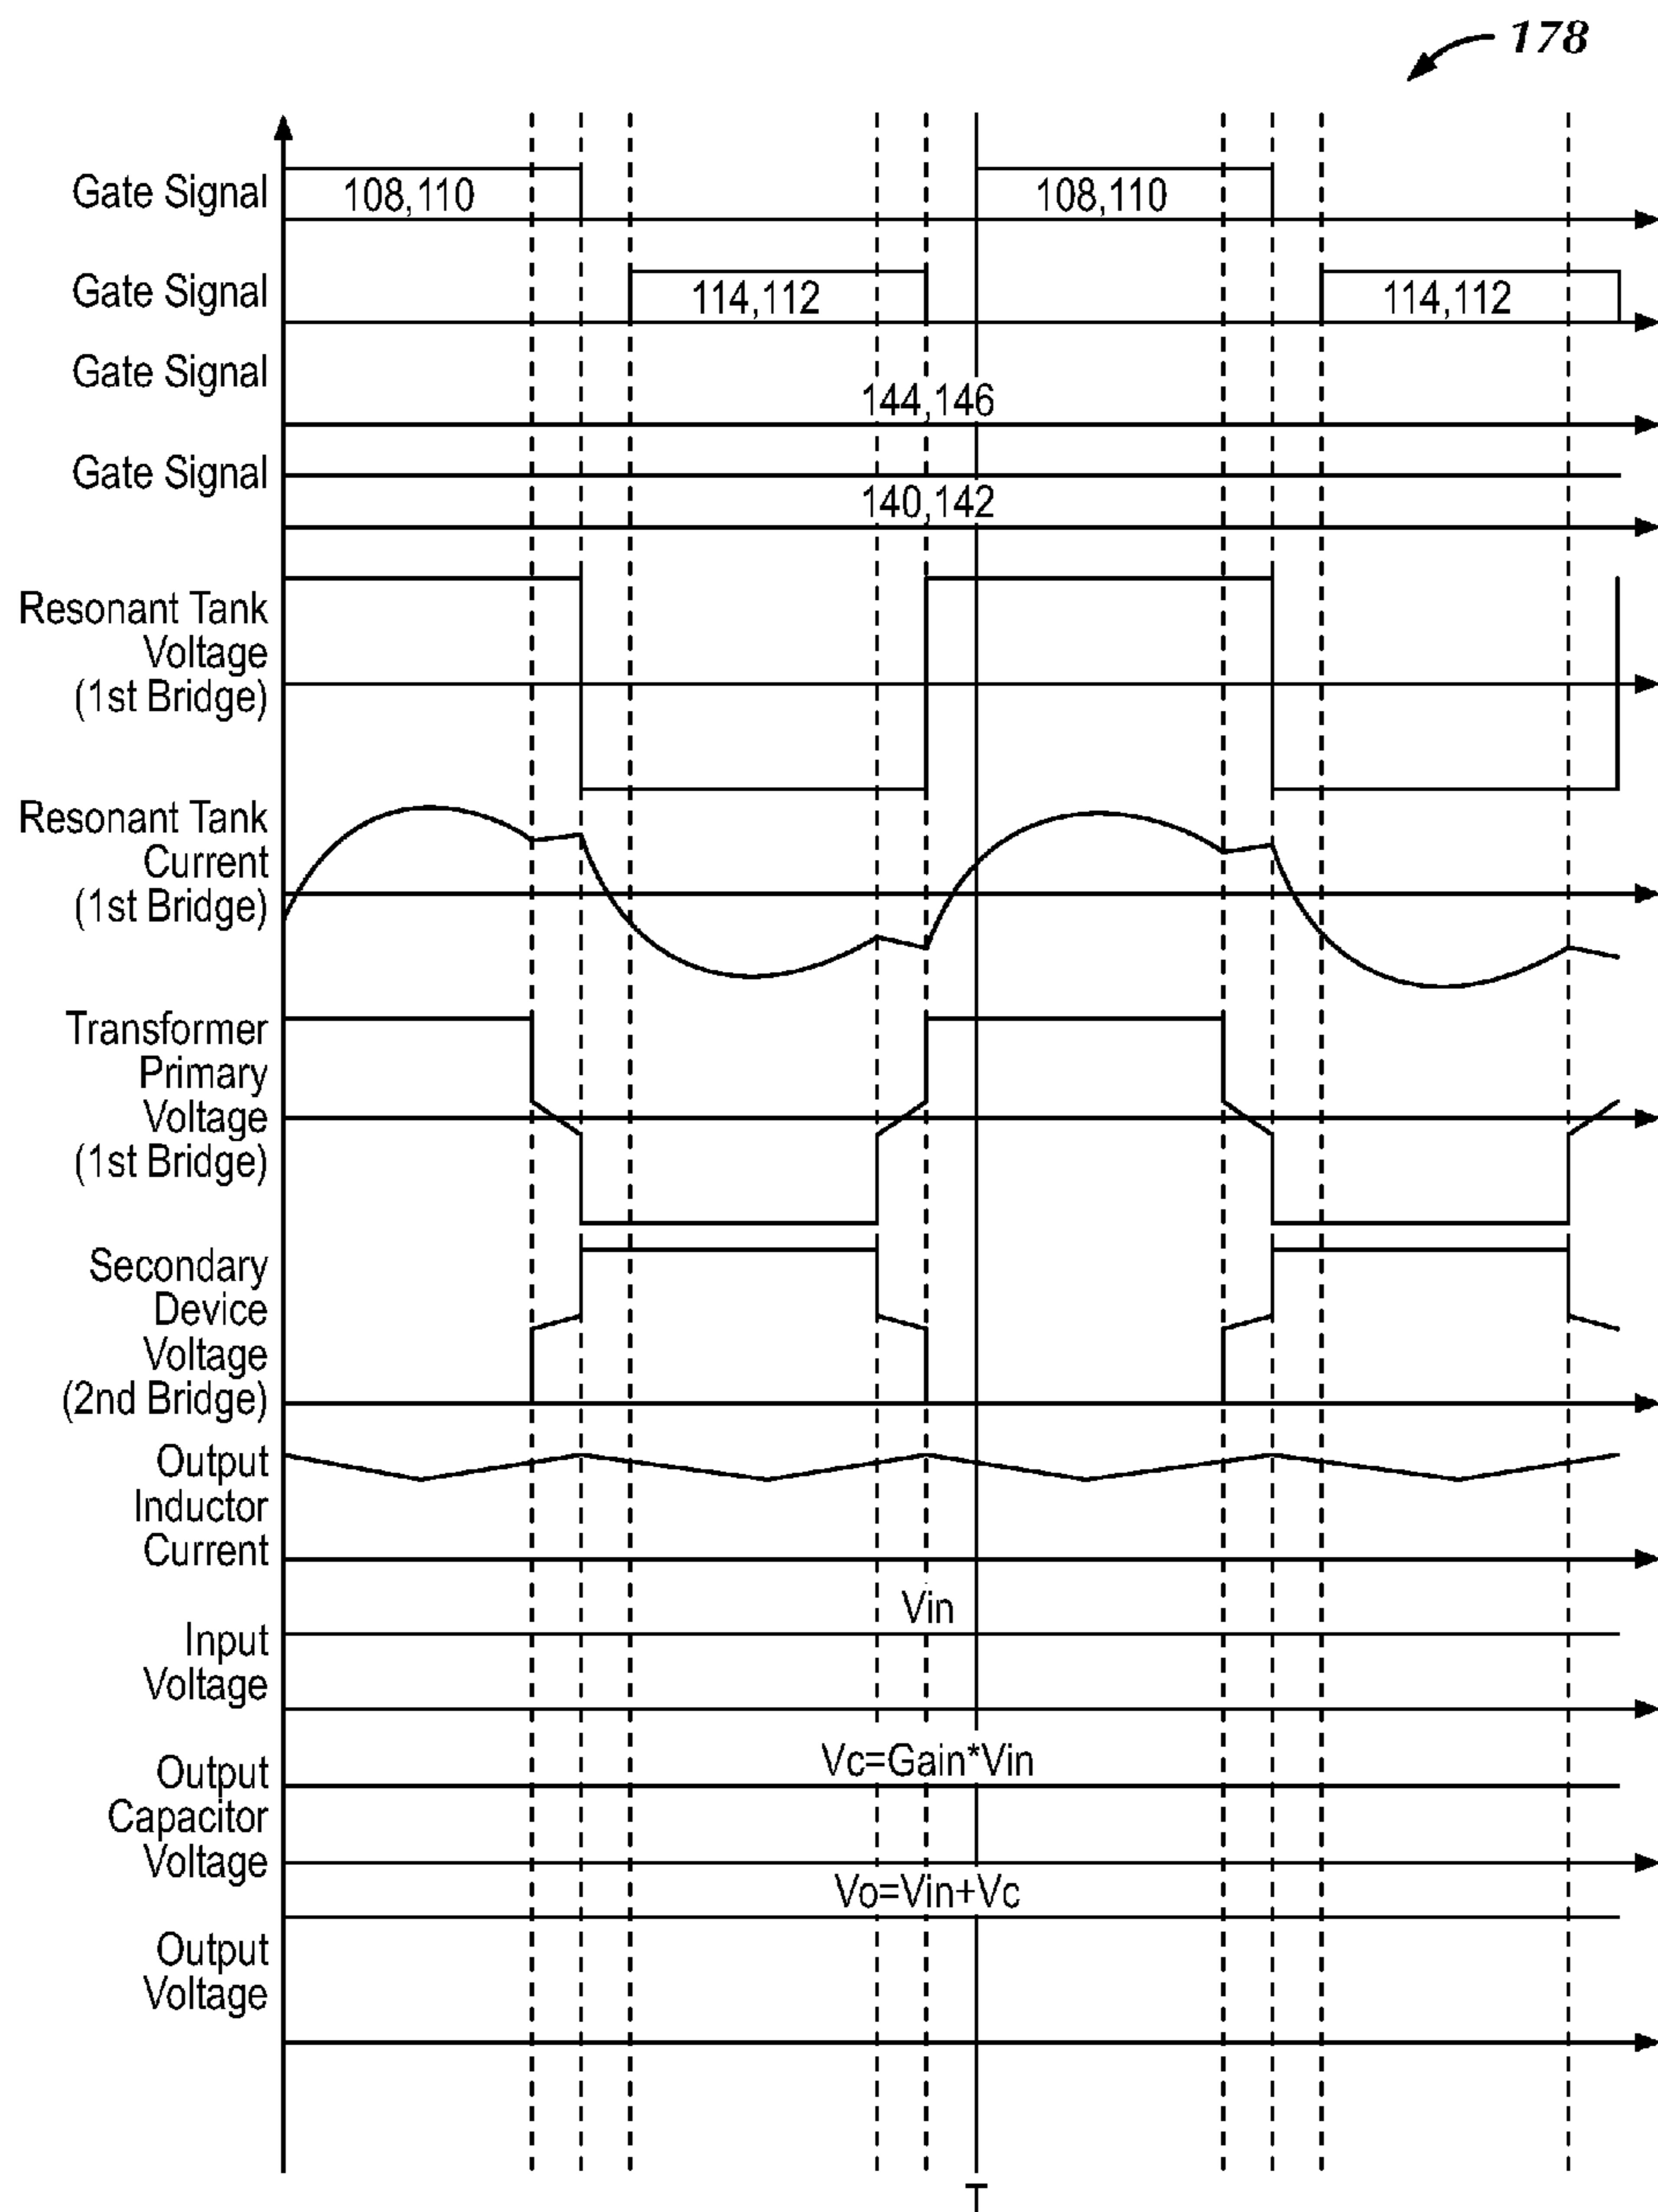 178
Gate Signal
108,110
108,110
Gate Signal
114,112
114,112
Gate Signal
144,146
Gate Signal
140,142
Resonant Tank
Voltage
(1st Bridge)
Resonant Tank
Current
(1st Bridge)
Transformer
Primary
Voltage
(1st Bridge)
Secondary
Device
Voltage
(2nd Bridge)
Output
Inductor
Current
Vin
Input
Voltage
Vc=Gain*Vin
Output
Capacitor
Voltage
Vo=Vin+Vc
Output
Voltage
T